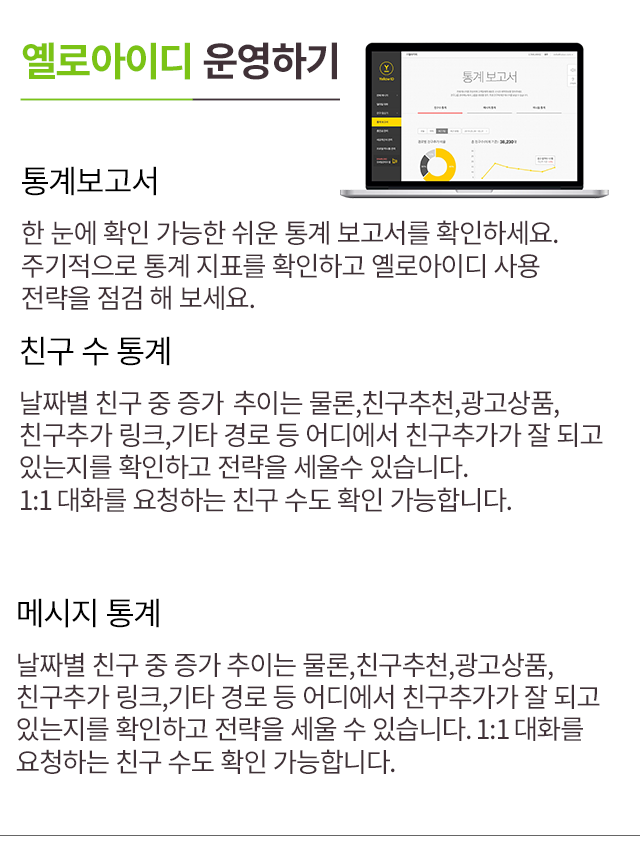 옐로아이디 운영하기
통계 보고서
통계보고서
한 눈에 확인 가능한 쉬운 통계 보고서를 확인하세요.
주기적으로 통계 지표를 확인하고 옐로아이디 사용
전략을 점검 해 보세요.
친구 수 통계
날짜별 친구 중 증가 추이는 물론,친구추천,광고상품,
친구추가 링크,기타 경로 등 어디에서 친구추가가 잘 되고
있는지를 확인하고 전략을 세울수 있습니다.
1:1 대화를 요청하는 친구 수도 확인 가능합니다.
메시지 통계
날짜별 친구 중 증가 추이는 물론,친구추천,광고상품,
친구추가 링크,기타 경로 등 어디에서 친구추가가 잘 되고
있는지를 확인하고 전략을 세울 수 있습니다. 1:1 대화를
요청하는 친구 수도 확인 가능합니다.